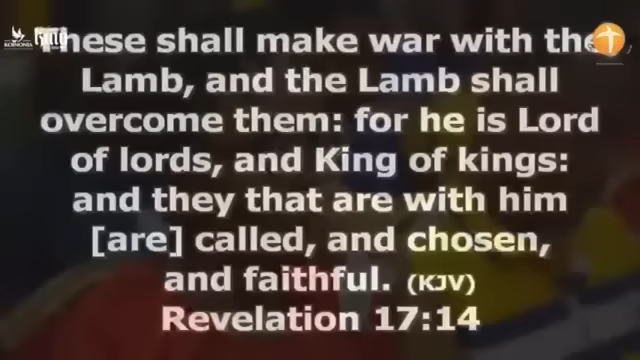 KOINONIA
These shall make war with the
Lamb, and the Lamb shall
overcome them: for he is Lord
of lords, and King of kings:
and they that are with him
[are] called, and chosen,
and faithful. (KJV)
Revelation 17:14